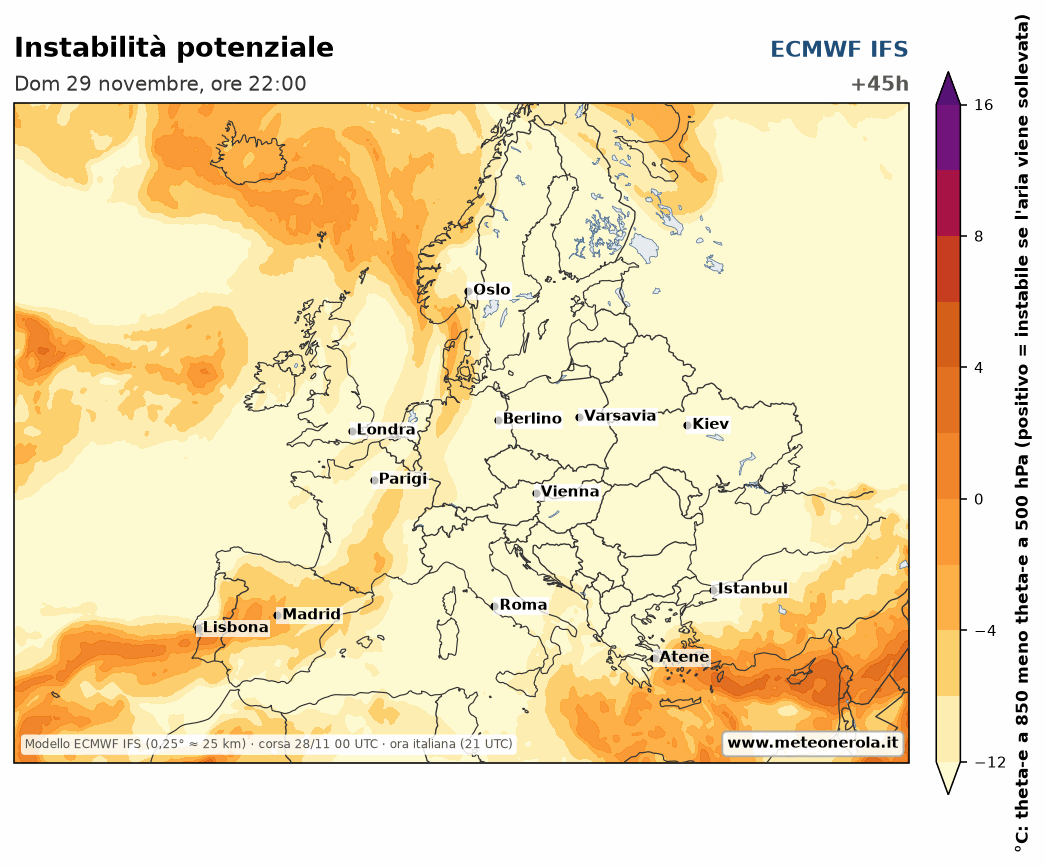 Instabilità potenziale
ECMWF IFS
Dom 29 novembre, ore 22:00
+45h
Oslo
Berlino
Varsavia
Kiev
Londra
Parigi
Vienna
Istanbul
Roma
Madrid
Lisbona
Atene
Modello ECMWF IFS (0,25° ≈ 25 km) · corsa 28/11 00 UTC · ora italiana (21 UTC)
www.meteonerola.it
16
8
4
0
−4
−12
°C: theta-e a 850 meno theta-e a 500 hPa (positivo = instabile se l'aria viene sollevata)